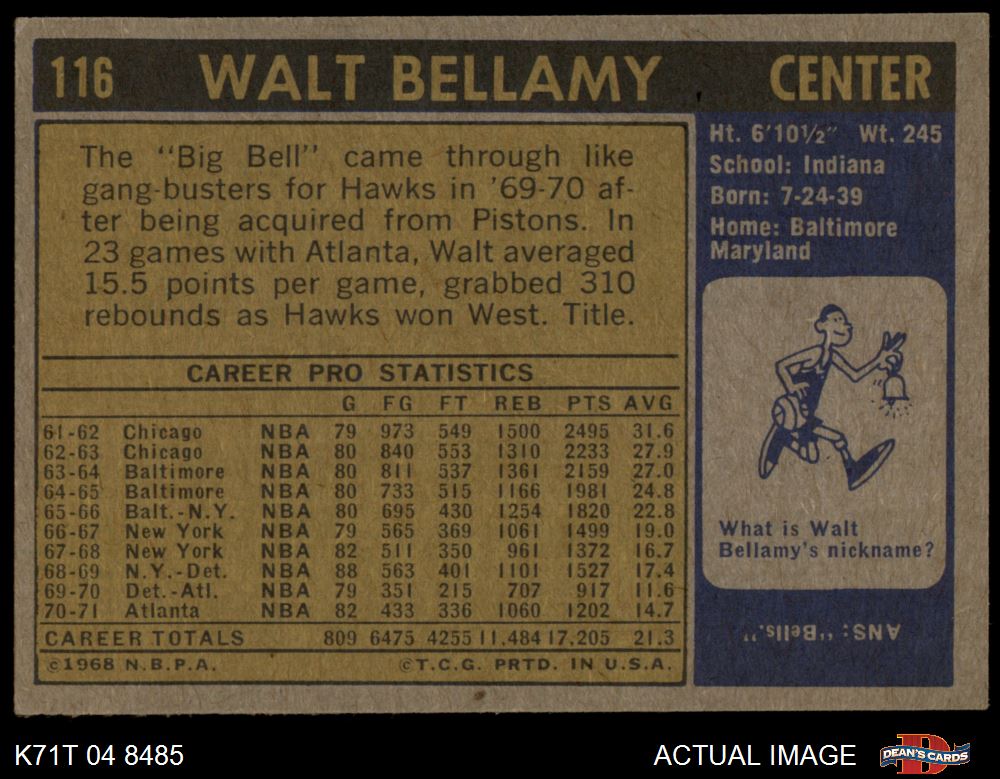 116 WALT BELLAMY CENTER
The "Big Bell" came through like
gang-busters for Hawks in '69-70 af-
ter being acquired from Pistons. In
23 games with Atlanta, Walt averaged
15.5 points per game, grabbed 310
rebounds as Hawks won West. Title.
CAREER PRO STATISTICS
G FG FT REB PTS AVG
61-62 Chicago NBA 79 973 549 1500 2495 31.6
62-63 Chicago NBA 80 840 553 1310 2233 27.9
63-64 Baltimore NBA 80 811 537 1361 2159 27.0
64-65 Baltimore NBA 80 733 515 1166 1981 24.8
65-66 Balt.-N.Y. NBA 80 695 430 1254 1820 22.8
66-67 New York NBA 79 565 369 1061 1499 19.0
67-68 New York NBA 82 511 350 961 1372 16.7
68-69 N.Y.-Det. NBA 88 563 401 1101 1527 17.4
69-70 Det.-Atl. NBA 79 351 215 707 917 11.6
70-71 Atlanta NBA 82 433 336 1060 1202 14.7
CAREER TOTALS 809 6475 4255 11,484 17,205 21.3
©1968 N.B.P.A. ©T.C.G. PRTD. IN U.S.A.
Ht. 6'10½" Wt. 245
School: Indiana
Born: 7-24-39
Home: Baltimore
Maryland
What is Walt
Bellamy's nickname?
ANS: "Bells."
K71T 04 8485 ACTUAL IMAGE DEAN'S CARDS